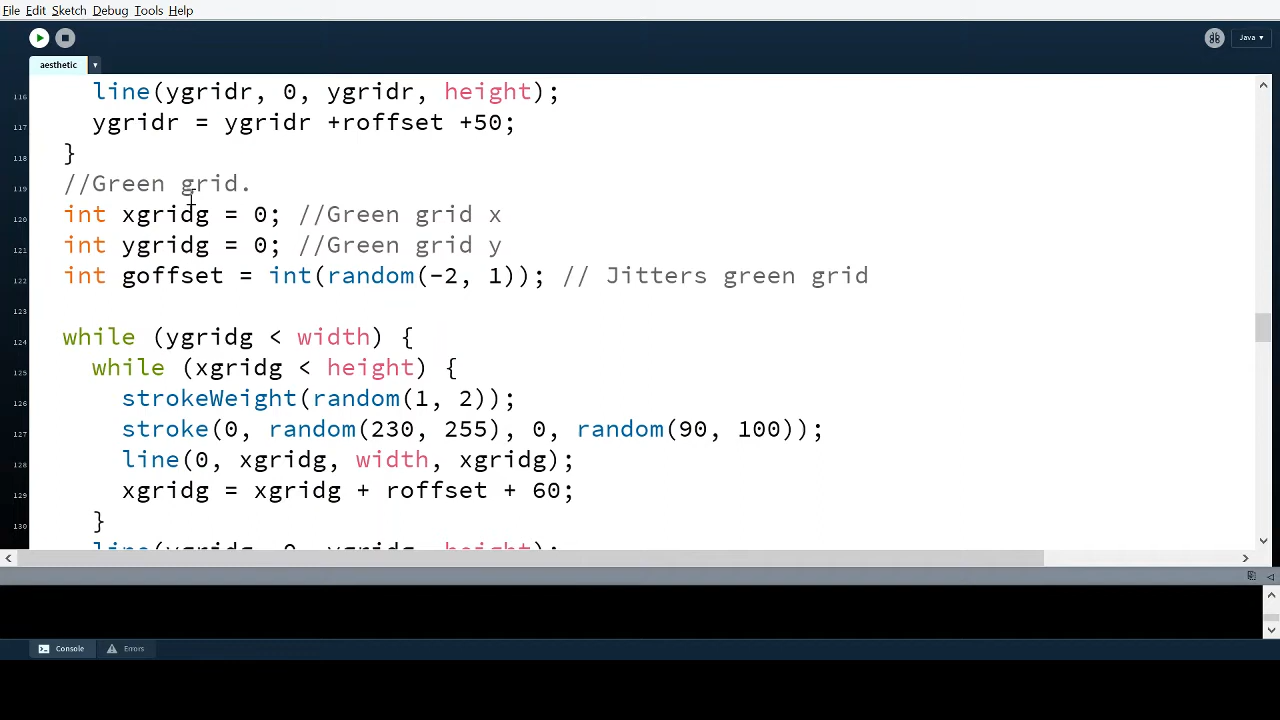 File Edit Sketch Debug Tools Help
Java ▾
aesthetic ▾
116 line(ygridr, 0, ygridr, height);
117 ygridr = ygridr +roffset +50;
118 }
119 //Green grid.
120 int xgridg = 0; //Green grid x
121 int ygridg = 0; //Green grid y
122 int goffset = int(random(-2, 1)); // Jitters green grid
123
124 while (ygridg < width) {
125 while (xgridg < height) {
126 strokeWeight(random(1, 2));
127 stroke(0, random(230, 255), 0, random(90, 100));
128 line(0, xgridg, width, xgridg);
129 xgridg = xgridg + roffset + 60;
130 }
line(ygridg, 0, ygridg, height);
Console Errors